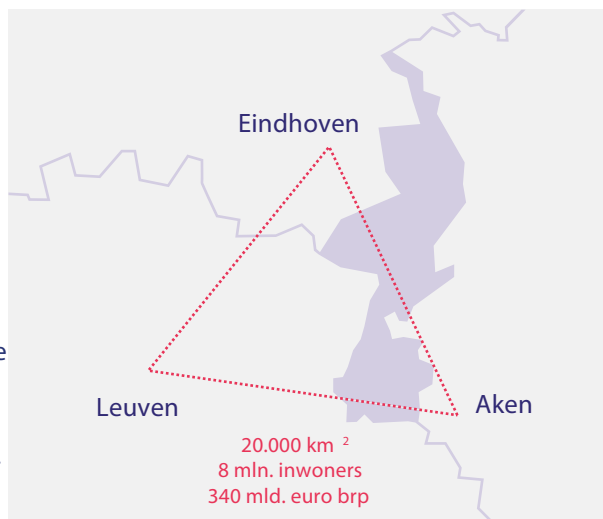 Eindhoven
e
Leuven
Aken
20.000 km ²
8 mln. inwoners
340 mld. euro brp